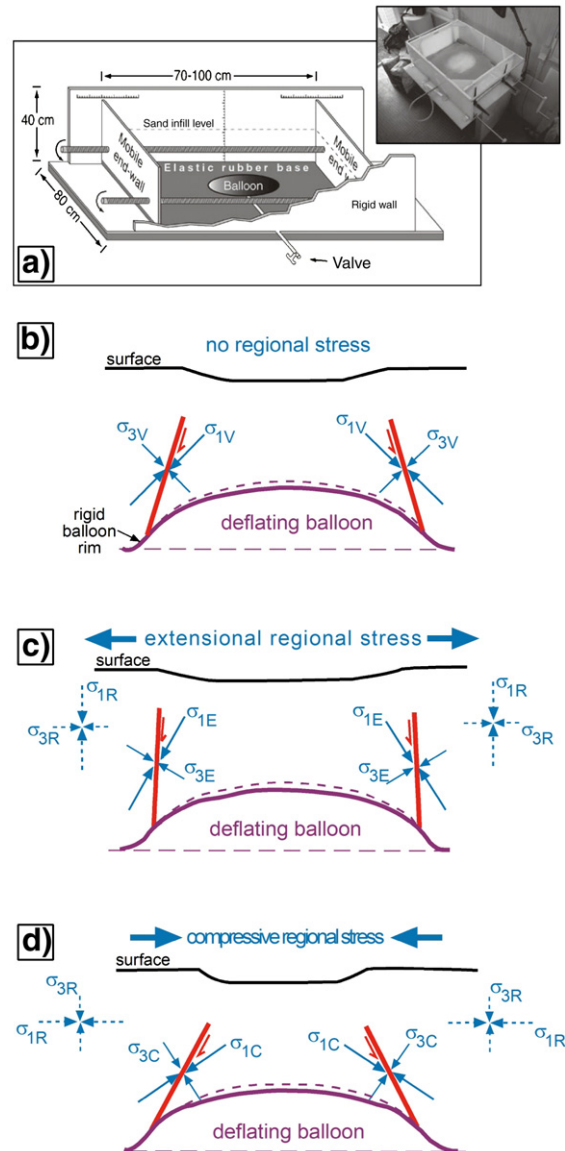 70-100 cm
40 cm
Sand infill level
Mobile
end-wall
Mobile
end-wall
Elastic rubber base
Balloon
Rigid wall
80 cm
Valve
a)
b)
no regional stress
surface
σ3V
σ1V
σ1V
σ3V
rigid
balloon
rim
deflating balloon
c)
extensional regional stress
surface
σ1R
σ3R
σ1E
σ3E
σ1E
σ3E
σ1R
σ3R
deflating balloon
d)
compressive regional stress
surface
σ3R
σ1R
σ3C
σ1C
σ1C
σ3C
σ3R
σ1R
deflating balloon